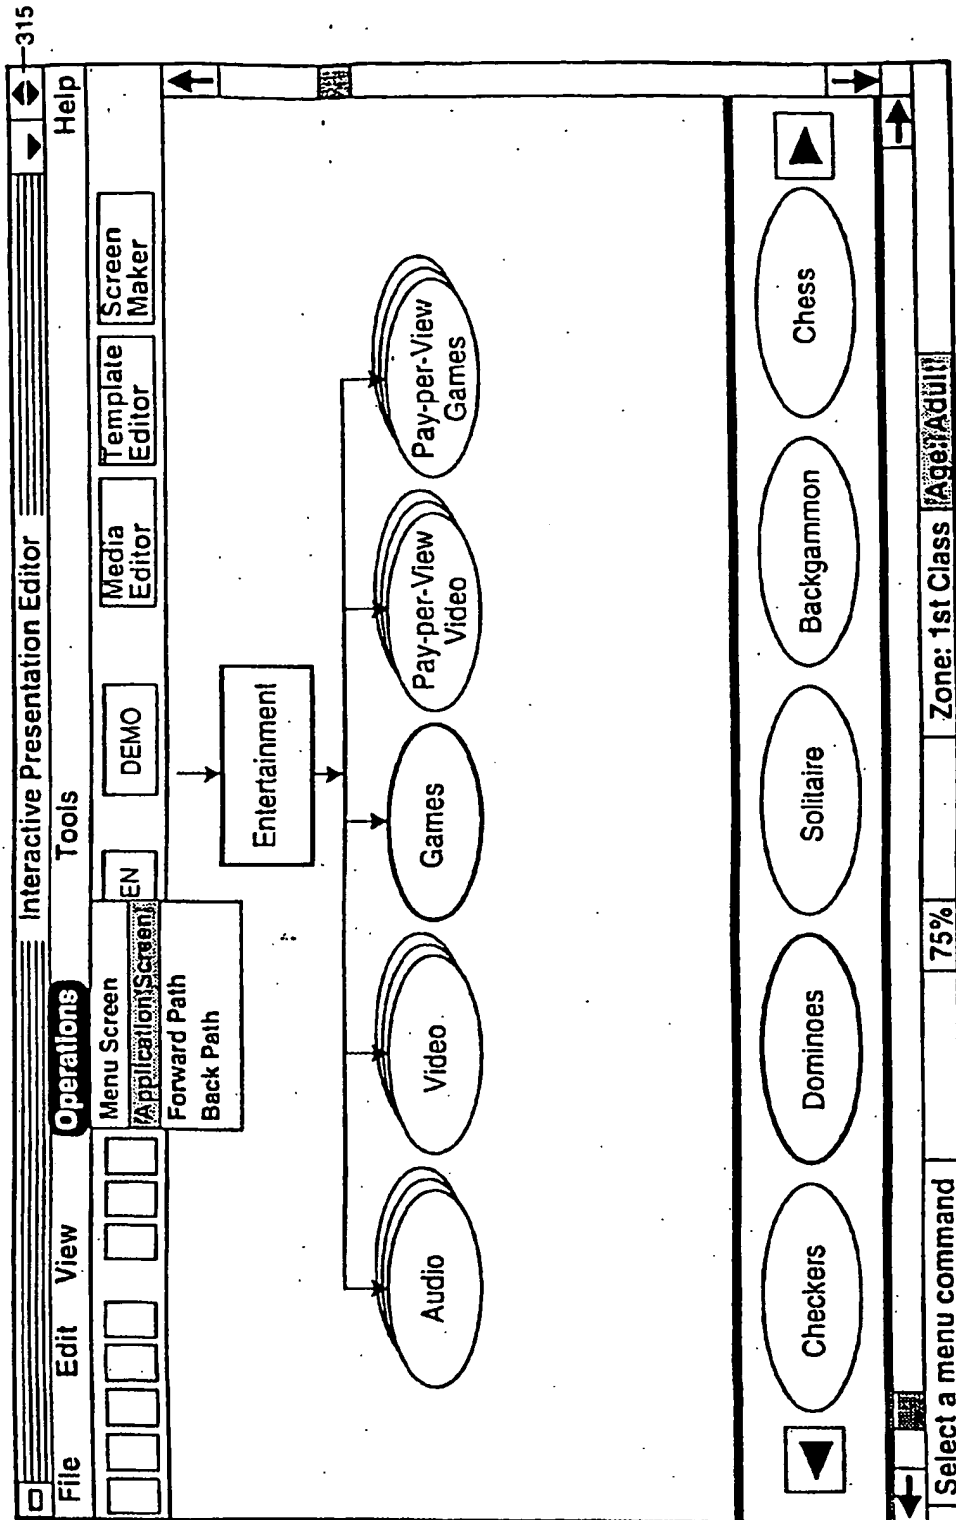 315
Interactive Presentation Editor
File Edit View Operations Tools Help
Menu Screen
Application Screen
Forward Path
Back Path
EN
DEMO
Media
Editor
Template
Editor
Screen
Maker
Entertainment
Audio
Video
Games
Pay-per-View
Video
Pay-per-View
Games
Checkers
Dominoes
Solitaire
Backgammon
Chess
Select a menu command
75%
Zone: 1st Class
Age: Adult